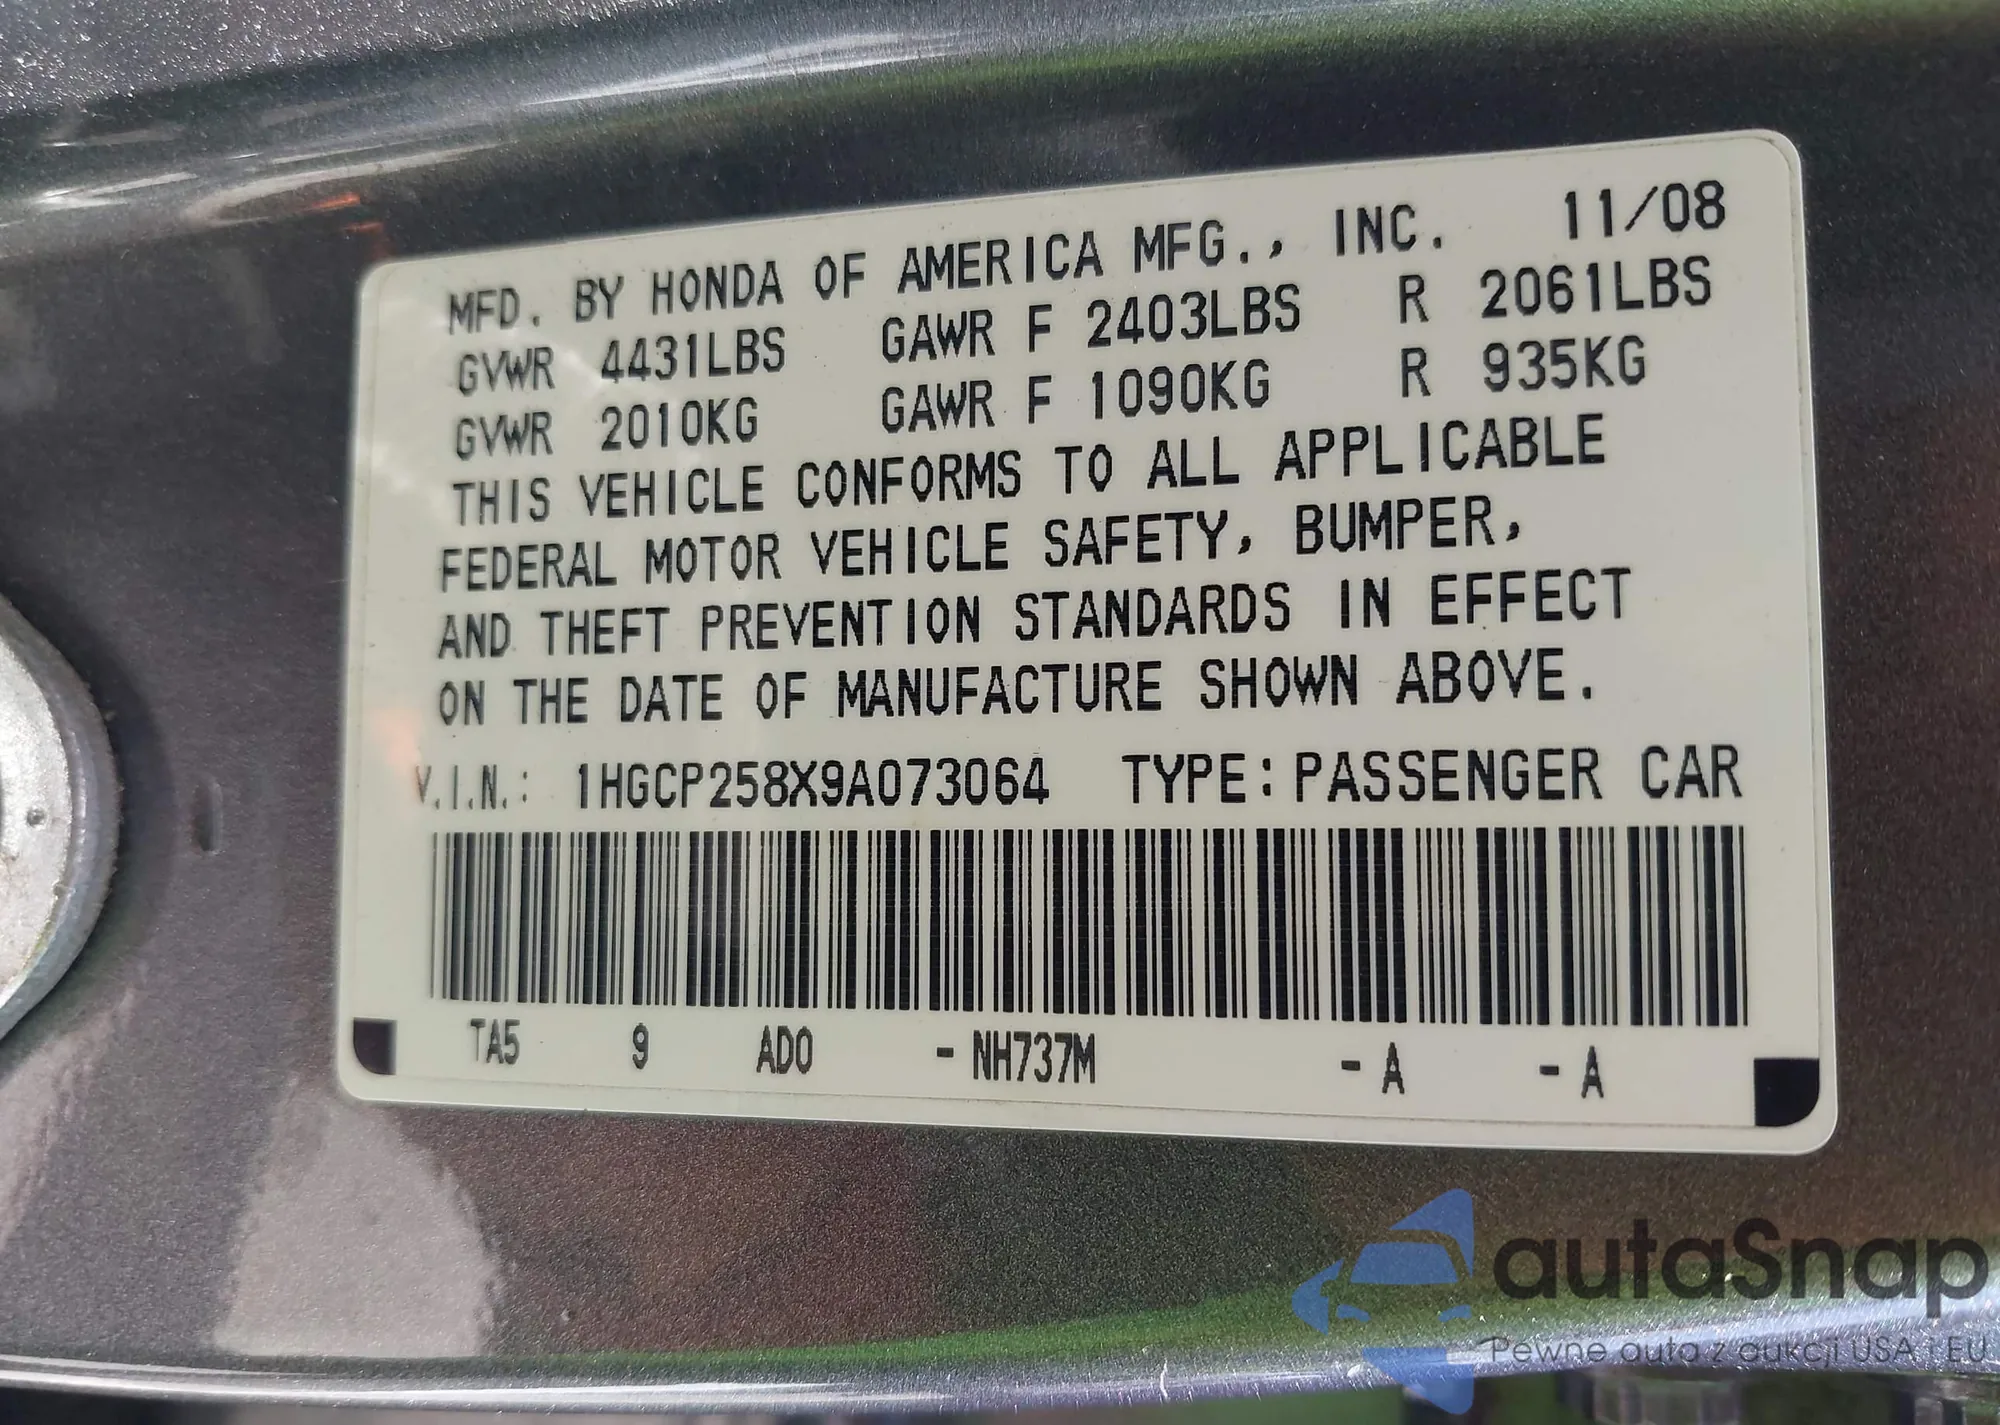 MFD. BY HONDA OF AMERICA MFG., INC. 11/08
GVWR 4431LBS GAWR F 2403LBS R 2061LBS
GVWR 2010KG GAWR F 1090KG R 935KG
THIS VEHICLE CONFORMS TO ALL APPLICABLE
FEDERAL MOTOR VEHICLE SAFETY, BUMPER,
AND THEFT PREVENTION STANDARDS IN EFFECT
ON THE DATE OF MANUFACTURE SHOWN ABOVE.
V.I.N.: 1HGCP258X9A073064 TYPE:PASSENGER CAR
TA5 9 AD0 - NH737M - A - A
autaSnap
Pewne auta z aukcji USA i EU